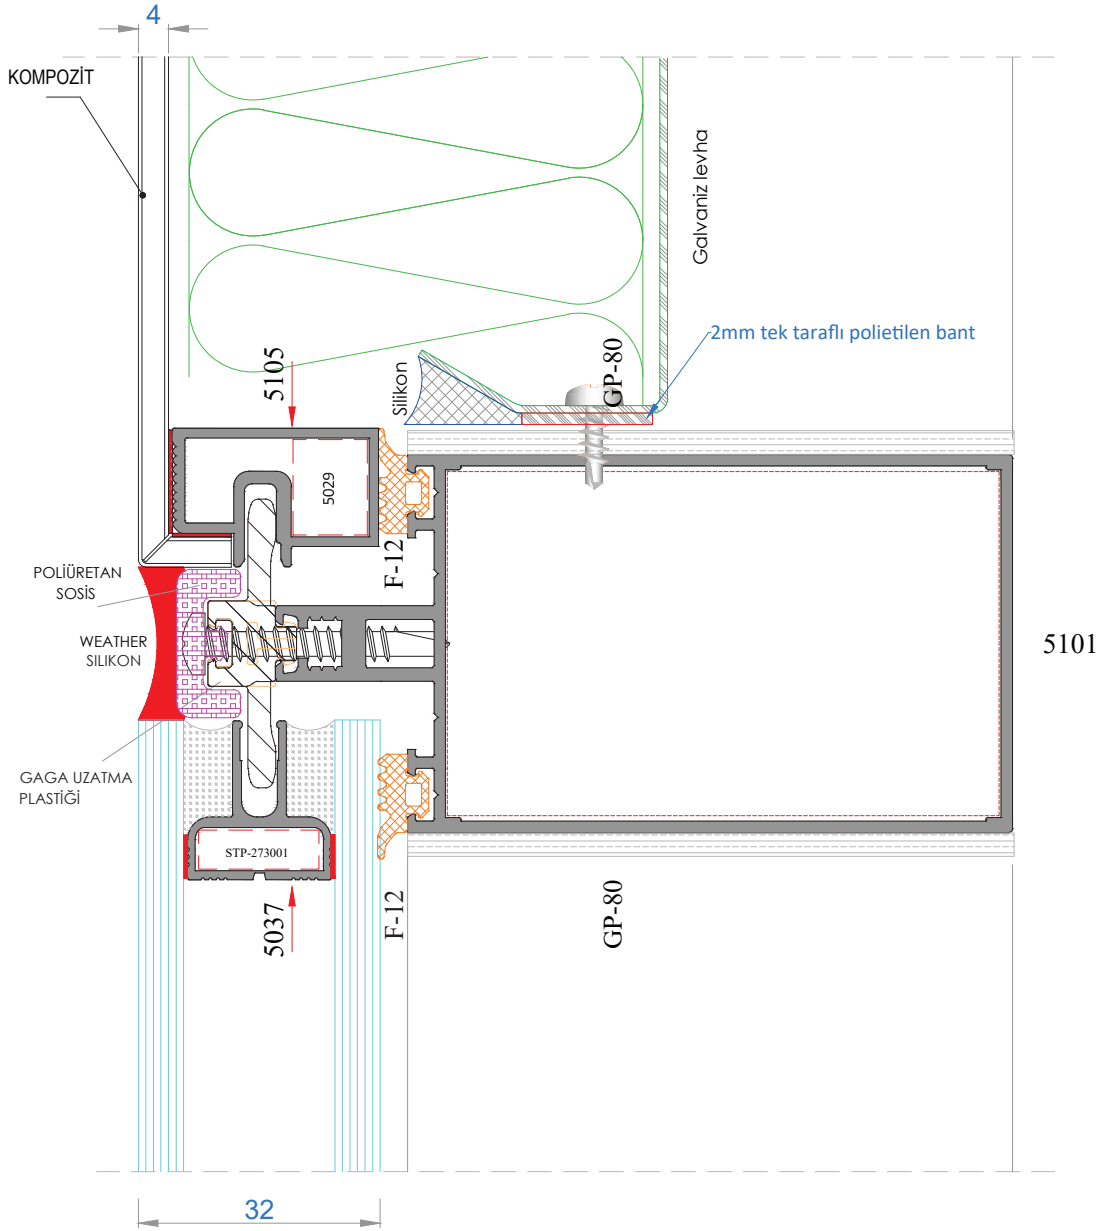 4
KOMPOZİT
Galvaniz levha
2mm tek taraflı polietilen bant
5105
Silikon
GP-80
5029
F-12
POLİÜRETAN
SOSİS
WEATHER
SILIKON
5101
GAGA UZATMA
PLASTİĞİ
STP-273001
5037
F-12
GP-80
32